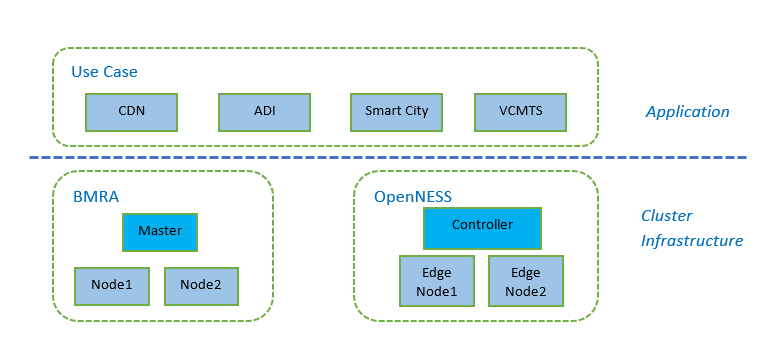 Use Case
CDN
ADI
Smart City
VCMTS
Application
BMRA
Master
Node1
Node2
OpenNESS
Controller
Edge
Node1
Edge
Node2
Cluster
Infrastructure